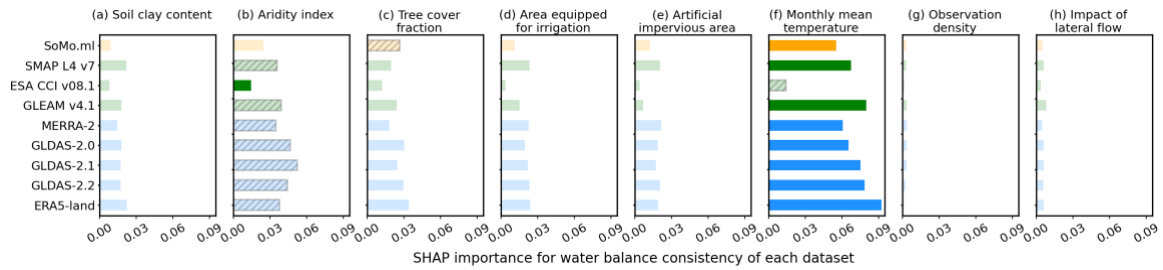 (a) Soil clay content
(b) Aridity index
(c) Tree cover
fraction
(d) Area equipped
for irrigation
(e) Artificial
impervious area
(f) Monthly mean
temperature
(g) Observation
density
(h) Impact of
lateral flow
SoMo.ml
SMAP L4 v7
ESA CCI v08.1
GLEAM v4.1
MERRA-2
GLDAS-2.0
GLDAS-2.1
GLDAS-2.2
ERA5-land
0.00 0.03 0.06 0.09
0.00 0.03 0.06 0.09
0.00 0.03 0.06 0.09
0.00 0.03 0.06 0.09
0.00 0.03 0.06 0.09
0.00 0.03 0.06 0.09
0.00 0.03 0.06 0.09
0.00 0.03 0.06 0.09
SHAP importance for water balance consistency of each dataset